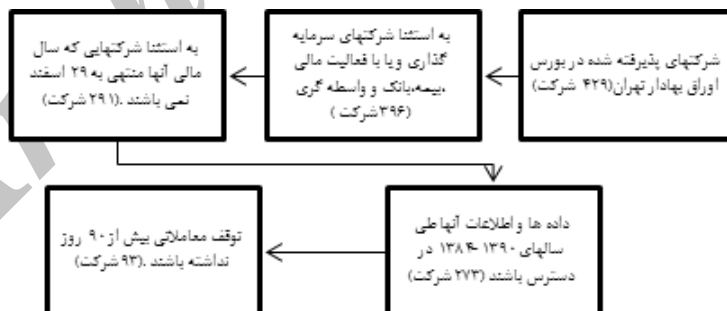 شرکتهای پذیرفته شده در بورس
اوراق بهادار تهران(۴۲۹ شرکت)
به استثنا شرکتهای سرمایه
گذاری و یا با فعالیت مالی
،بیمه،بانک و واسطه گری
(۳۹۶شرکت )
به استثنا شرکتهایی که سال
مالی آنها منتهی به ۲۹ اسفند
نمی باشند .(۲۹۱ شرکت)
داده ها و اطلاعات آنها طی
سالهای ۱۳۹۰-۱۳۸۴ در
دسترس باشند (۲۷۳ شرکت)
توقف معاملاتی بیش از ۹۰ روز
نداشته باشند .(۹۳ شرکت)